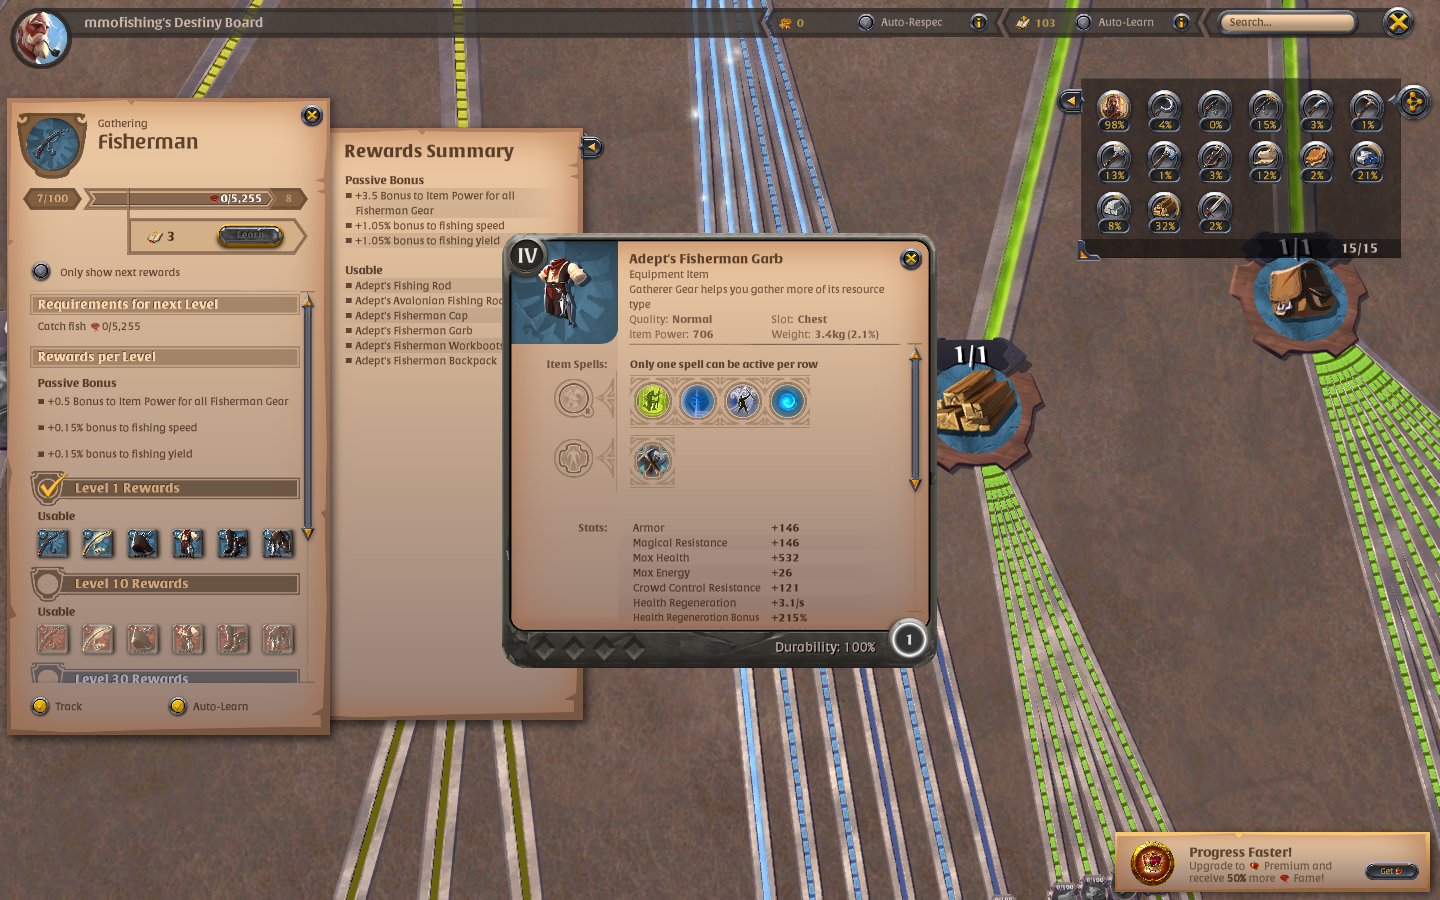 mmofishing's Destiny Board
0
Auto-Respec
103
Auto-Learn
Search...
Gathering
Fisherman
7/100
0/5,255
8
3
Learn
Only show next rewards
Requirements for next Level
Catch fish 0/5,255
Rewards per Level
Passive Bonus
+0.5 Bonus to Item Power for all Fisherman Gear
+0.15% bonus to fishing speed
+0.15% bonus to fishing yield
Level 1 Rewards
Usable
Level 10 Rewards
Usable
Level 30 Rewards
Track
Auto-Learn
Rewards Summary
Passive Bonus
+3.5 Bonus to Item Power for all
Fisherman Gear
+1.05% bonus to fishing speed
+1.05% bonus to fishing yield
Usable
Adept's Fishing Rod
Adept's Avalonian Fishing Rod
Adept's Fisherman Cap
Adept's Fisherman Garb
Adept's Fisherman Workboots
Adept's Fisherman Backpack
IV
Adept's Fisherman Garb
Equipment Item
Gatherer Gear helps you gather more of its resource
type
Quality: Normal Slot: Chest
Item Power: 706 Weight: 3.4kg (2.1%)
Item Spells: Only one spell can be active per row
R
Stats:
Armor +146
Magical Resistance +146
Max Health +532
Max Energy +26
Crowd Control Resistance +121
Health Regeneration +3.1/s
Health Regeneration Bonus +215%
Durability: 100%
1
98% 4% 0% 15% 3% 1%
13% 1% 3% 12% 2% 21%
8% 32% 2%
1/1
15/15
1/1
Progress Faster!
Upgrade to Premium and
receive 50% more Fame!
Get